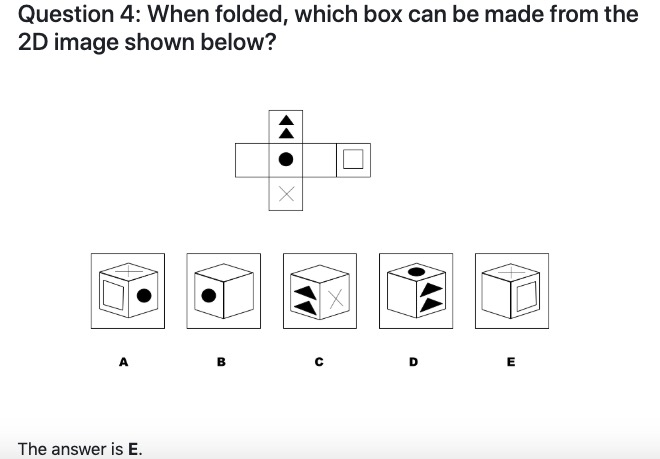 Question 4: When folded, which box can be made from the
2D image shown below?
A B C D E
The answer is E.